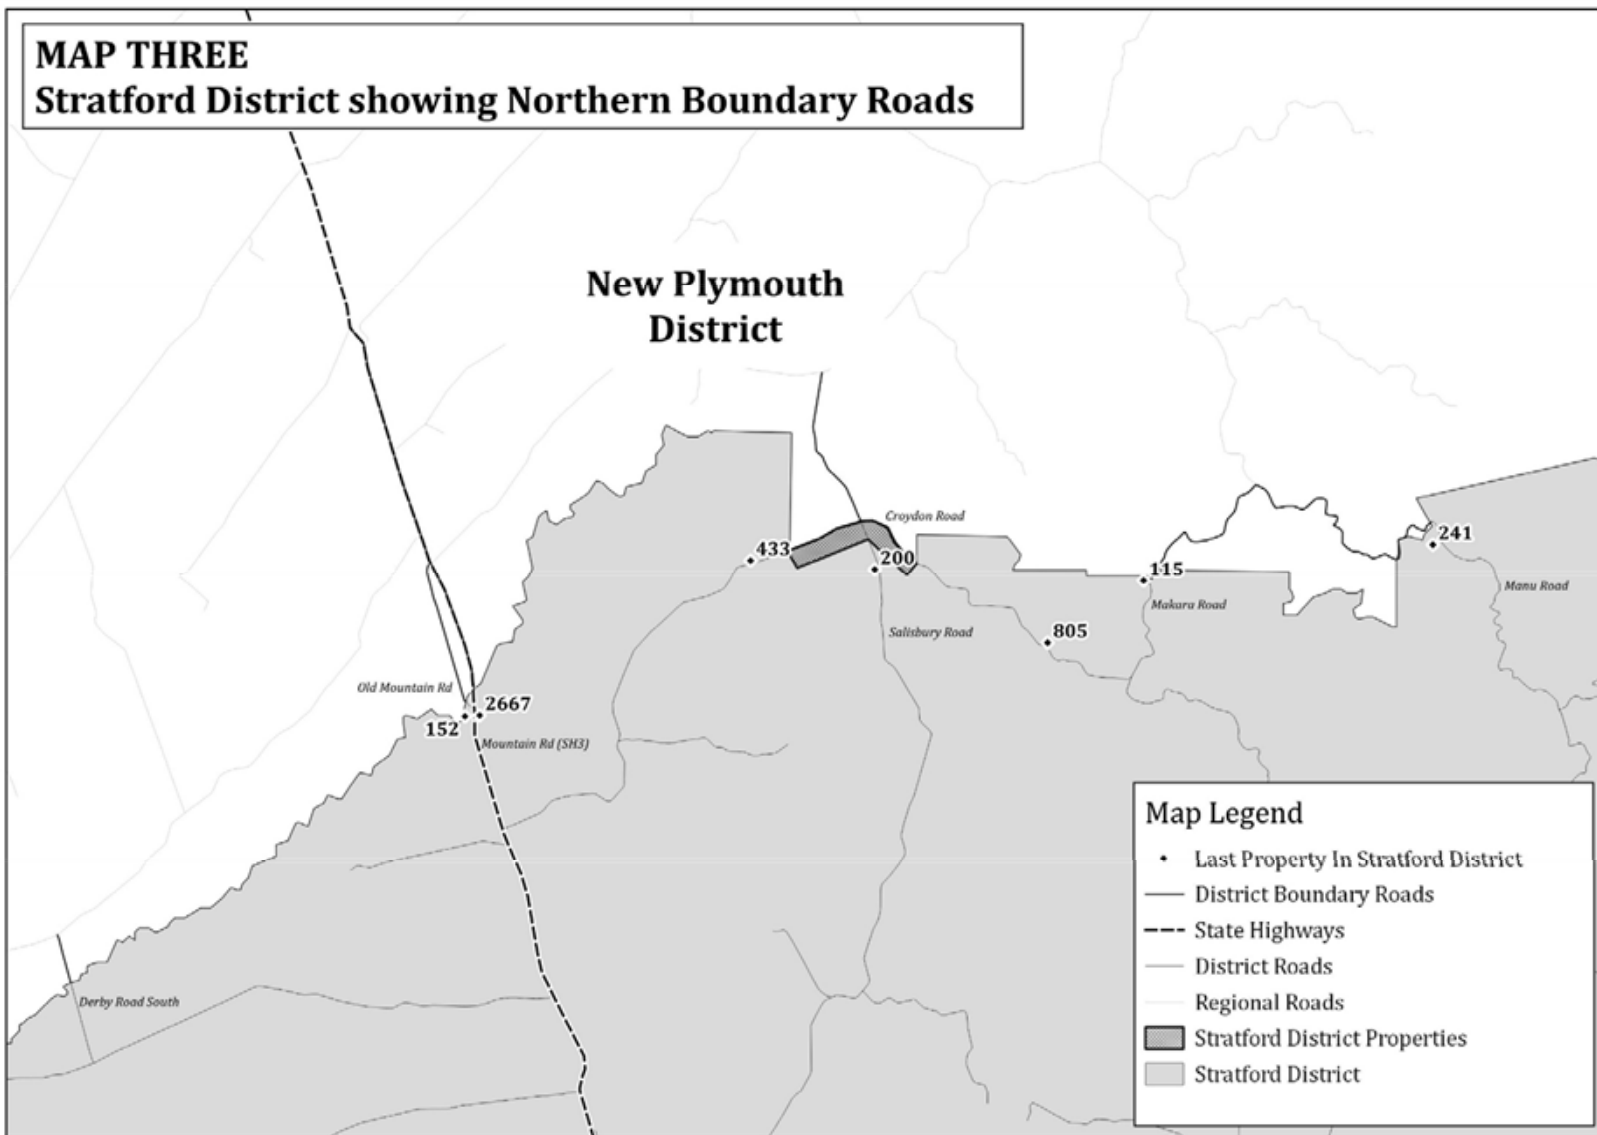 MAP THREE
Stratford District showing Northern Boundary Roads
New Plymouth
District
Croydon Road
433
200
115
241
Makara Road
Manu Road
Salisbury Road
805
Old Mountain Rd
2667
152
Mountain Rd (SH3)
Derby Road South
Map Legend
Last Property In Stratford District
District Boundary Roads
State Highways
District Roads
Regional Roads
Stratford District Properties
Stratford District